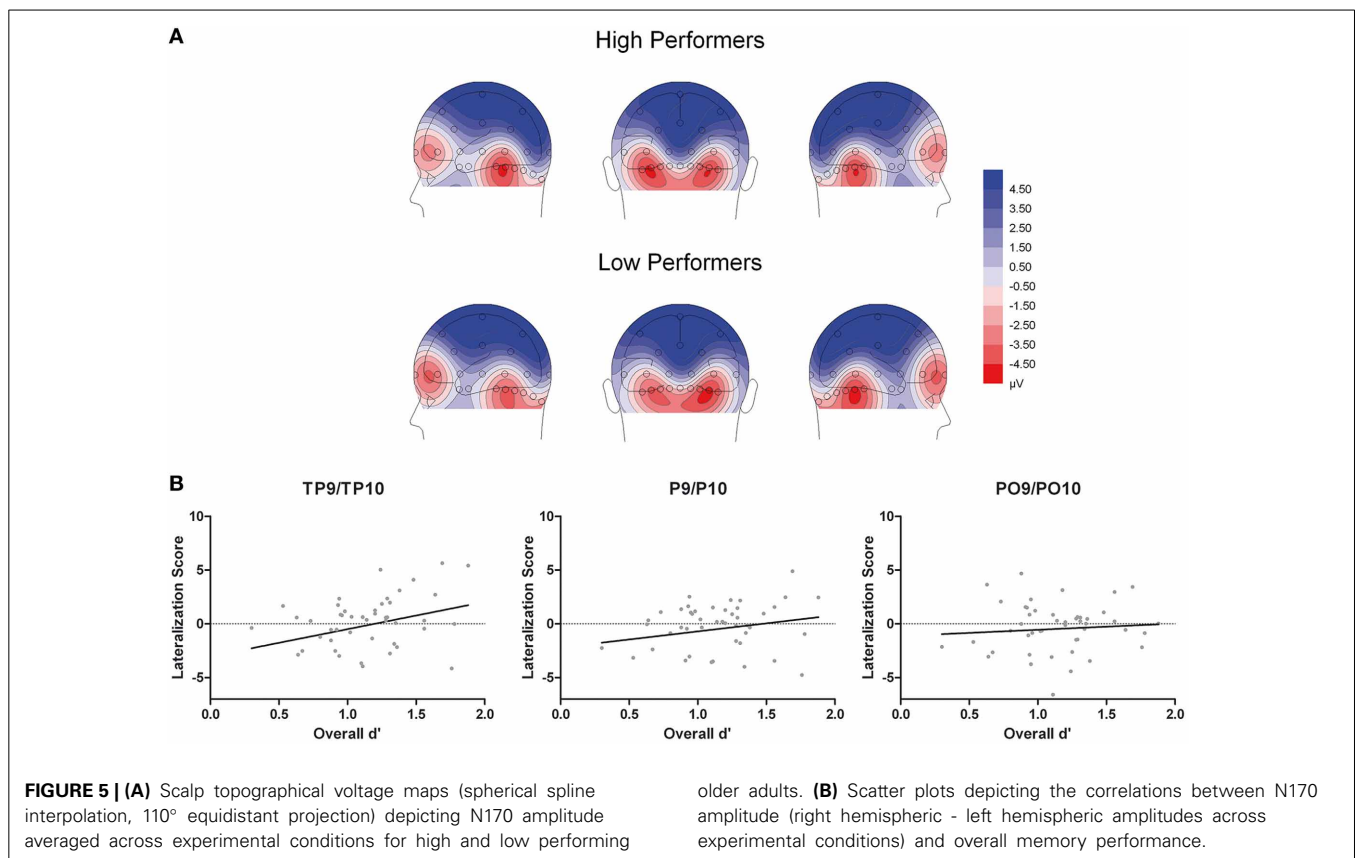 A
High Performers
4.50
3.50
2.50
1.50
0.50
-0.50
-1.50
-2.50
-3.50
-4.50
µV
Low Performers
B
TP9/TP10
10
5
0
-5
Lateralization Score
0.0 0.5 1.0 1.5 2.0
Overall d'
P9/P10
10
5
0
-5
Lateralization Score
0.0 0.5 1.0 1.5 2.0
Overall d'
PO9/PO10
10
5
0
-5
Lateralization Score
0.0 0.5 1.0 1.5 2.0
Overall d'
FIGURE 5 | (A) Scalp topographical voltage maps (spherical spline
interpolation, 110° equidistant projection) depicting N170 amplitude
averaged across experimental conditions for high and low performing
older adults. (B) Scatter plots depicting the correlations between N170
amplitude (right hemispheric - left hemispheric amplitudes across
experimental conditions) and overall memory performance.